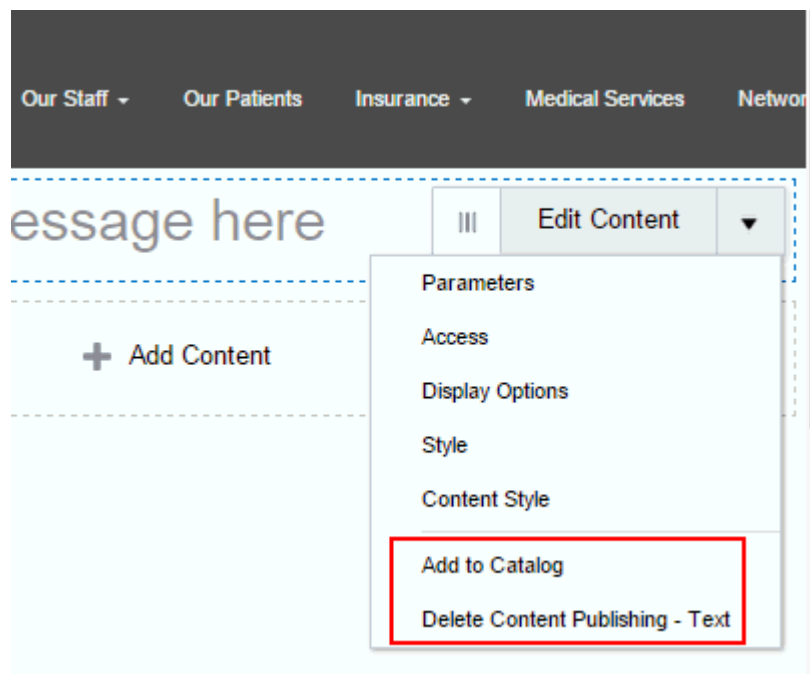 Our Staff Our Patients Insurance Medical Services Networ
essage here
Edit Content
Parameters
Add Content
Access
Display Options
Style
Content Style
Add to Catalog
Delete Content Publishing - Text